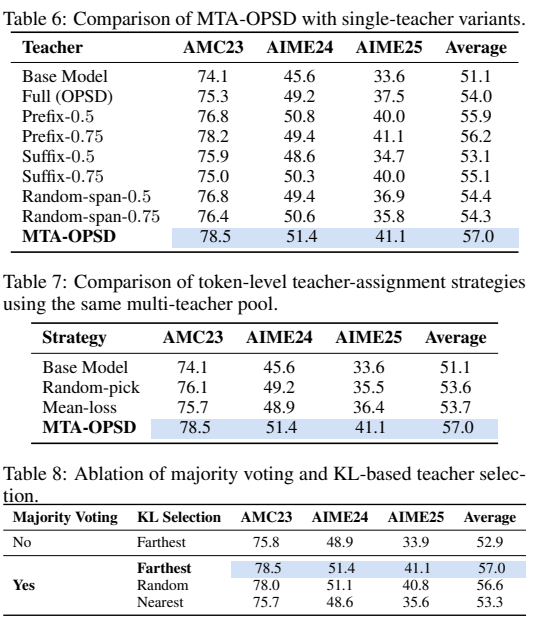 Table 6: Comparison of MTA-OPSD with single-teacher variants.
Teacher AMC23 AIME24 AIME25 Average
Base Model 74.1 45.6 33.6 51.1
Full (OPSD) 75.3 49.2 37.5 54.0
Prefix-0.5 76.8 50.8 40.0 55.9
Prefix-0.75 78.2 49.4 41.1 56.2
Suffix-0.5 75.9 48.6 34.7 53.1
Suffix-0.75 75.0 50.3 40.0 55.1
Random-span-0.5 76.8 49.4 36.9 54.4
Random-span-0.75 76.4 50.6 35.8 54.3
MTA-OPSD 78.5 51.4 41.1 57.0
Table 7: Comparison of token-level teacher-assignment strategies
using the same multi-teacher pool.
Strategy AMC23 AIME24 AIME25 Average
Base Model 74.1 45.6 33.6 51.1
Random-pick 76.1 49.2 35.5 53.6
Mean-loss 75.7 48.9 36.4 53.7
MTA-OPSD 78.5 51.4 41.1 57.0
Table 8: Ablation of majority voting and KL-based teacher selec-
tion.
Majority Voting KL Selection AMC23 AIME24 AIME25 Average
No Farthest 75.8 48.9 33.9 52.9
Farthest 78.5 51.4 41.1 57.0
Yes Random 78.0 51.1 40.8 56.6
Nearest 75.7 48.6 35.6 53.3